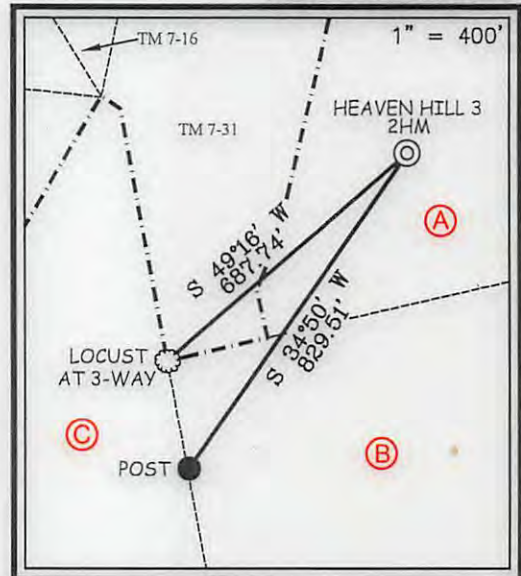 TM 7-16
1" = 400'
HEAVEN HILL 3
2HM
TM 7-31
A
S 49°16' W
687.74'
LOCUST
AT 3-WAY
S 34°50' W
829.51'
C
B
POST